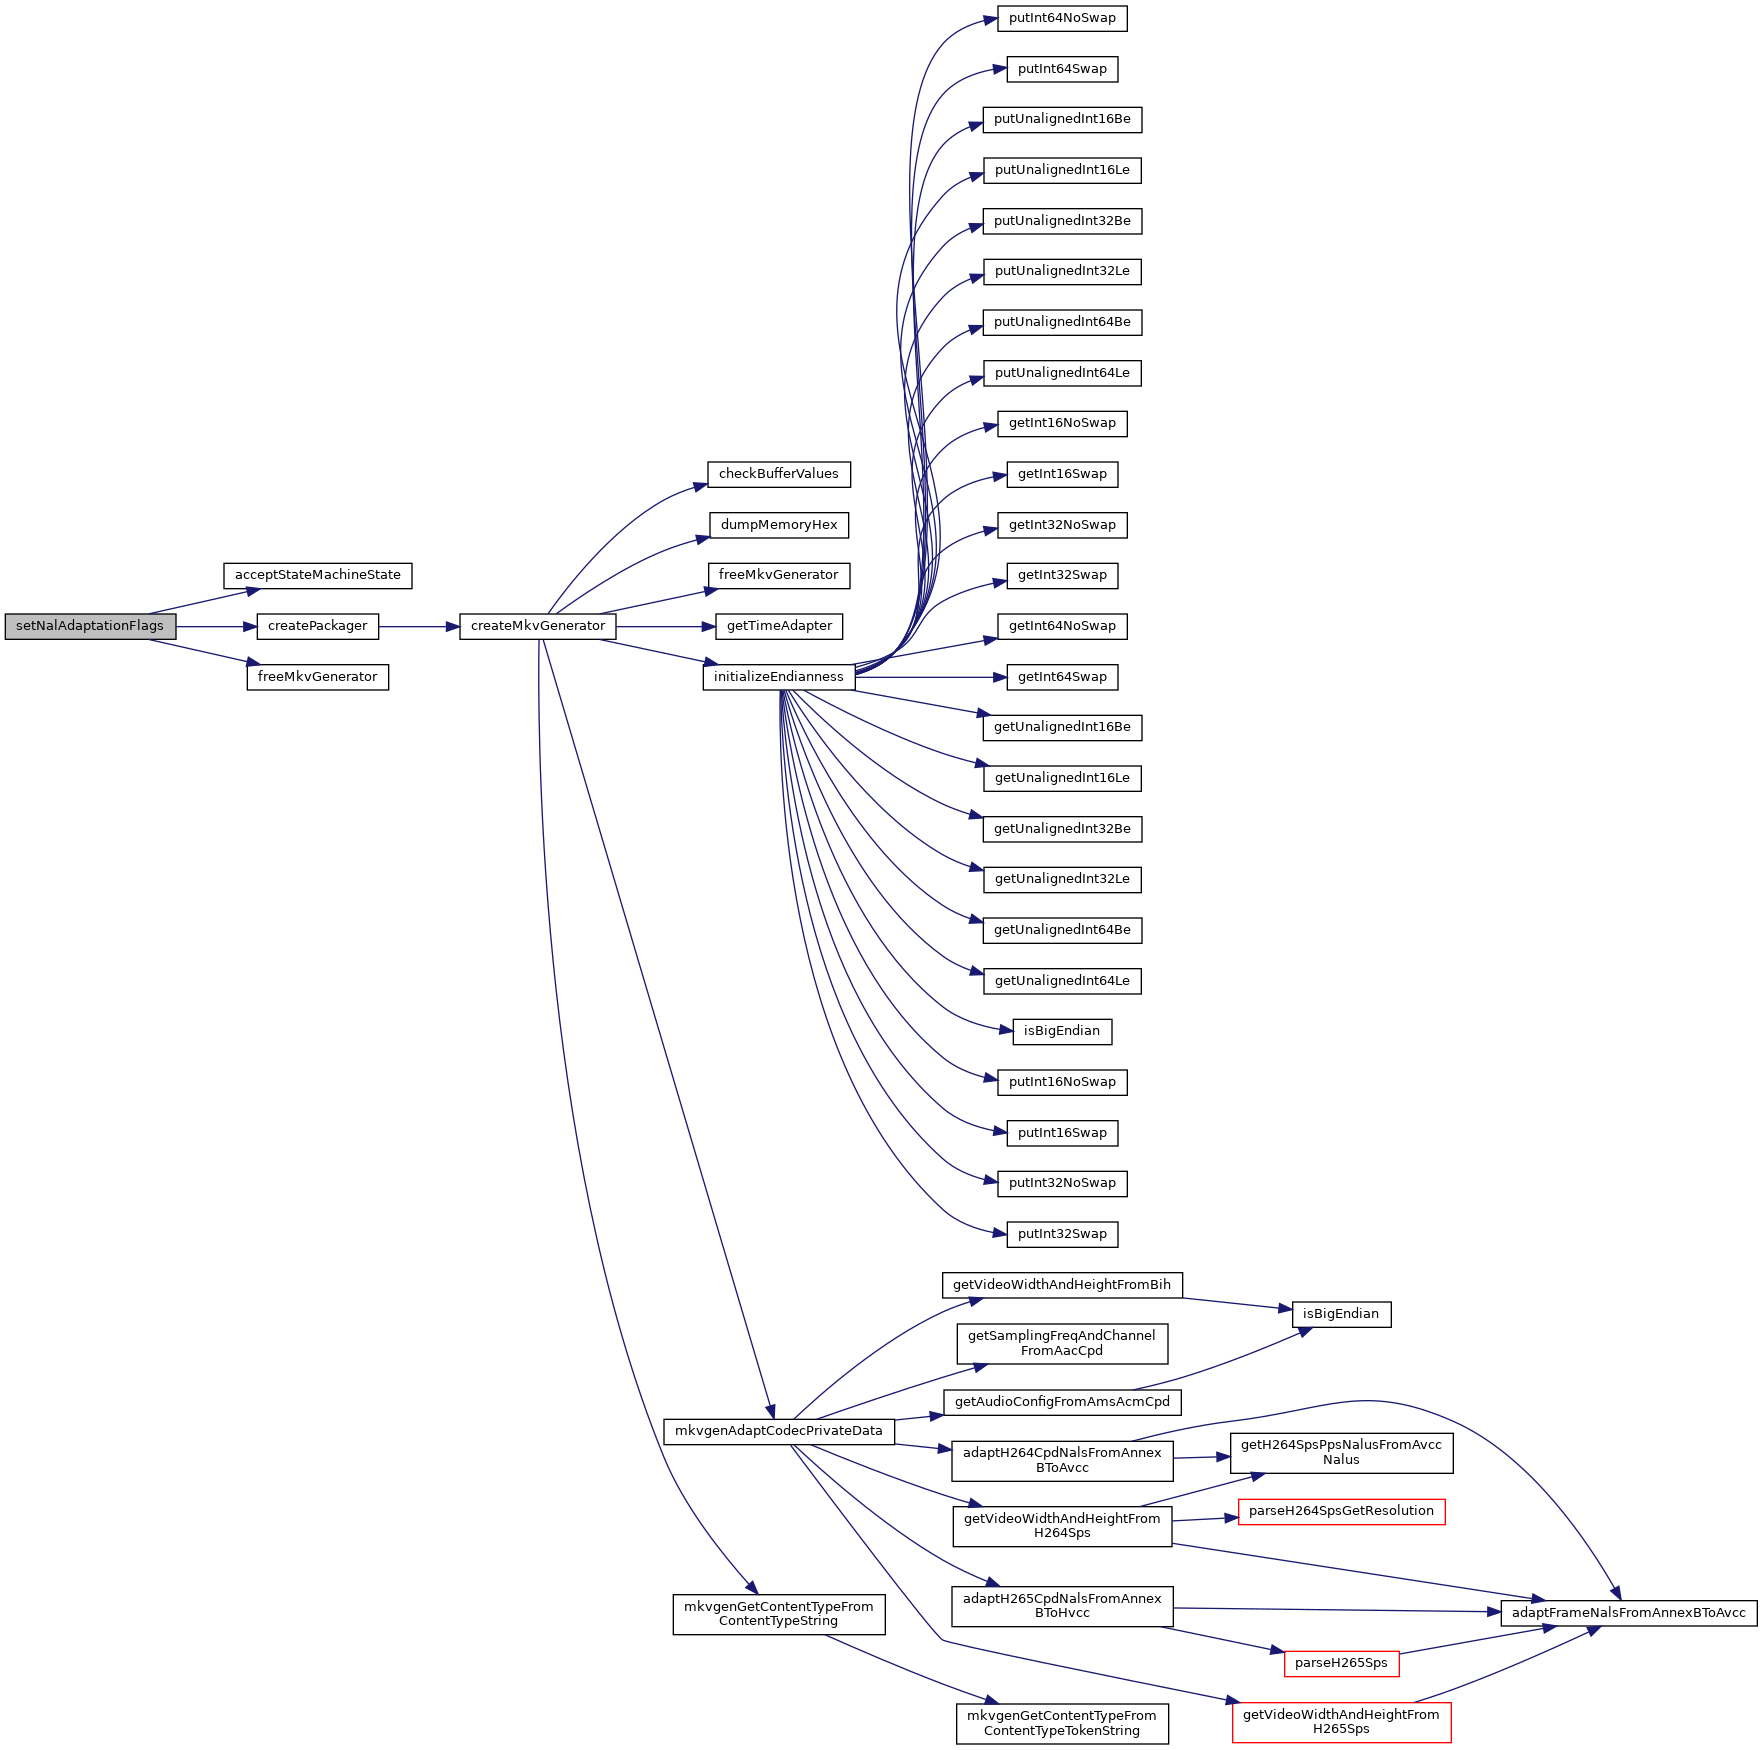 setNalAdaptationFlags
acceptStateMachineState
createPackager
freeMkvGenerator
createMkvGenerator
checkBufferValues
dumpMemoryHex
freeMkvGenerator
getTimeAdapter
initializeEndianness
mkvgenAdaptCodecPrivateData
mkvgenGetContentTypeFrom
ContentTypeString
putInt64NoSwap
putInt64Swap
putUnalignedInt16Be
putUnalignedInt16Le
putUnalignedInt32Be
putUnalignedInt32Le
putUnalignedInt64Be
putUnalignedInt64Le
getInt16NoSwap
getInt16Swap
getInt32NoSwap
getInt32Swap
getInt64NoSwap
getInt64Swap
getUnalignedInt16Be
getUnalignedInt16Le
getUnalignedInt32Be
getUnalignedInt32Le
getUnalignedInt64Be
getUnalignedInt64Le
isBigEndian
putInt16NoSwap
putInt16Swap
putInt32NoSwap
putInt32Swap
getVideoWidthAndHeightFromBih
getSamplingFreqAndChannel
FromAacCpd
getAudioConfigFromAmsAcmCpd
adaptH264CpdNalsFromAnnex
BToAvcc
getVideoWidthAndHeightFrom
H264Sps
adaptH265CpdNalsFromAnnex
BToHvcc
mkvgenGetContentTypeFrom
ContentTypeTokenString
isBigEndian
getH264SpsPpsNalusFromAvcc
Nalus
parseH264SpsGetResolution
parseH265Sps
getVideoWidthAndHeightFrom
H265Sps
adaptFrameNalsFromAnnexBToAvcc